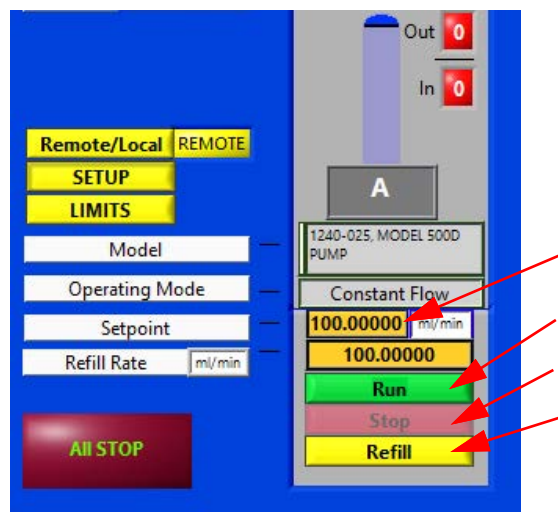 Out 0
In 0
Remote/Local REMOTE
SETUP
LIMITS
A
Model
1240-025, MODEL 500D
PUMP
Operating Mode
Constant Flow
Setpoint
100.00000 ml/min
Refill Rate ml/min
100.00000
Run
Stop
All STOP
Refill